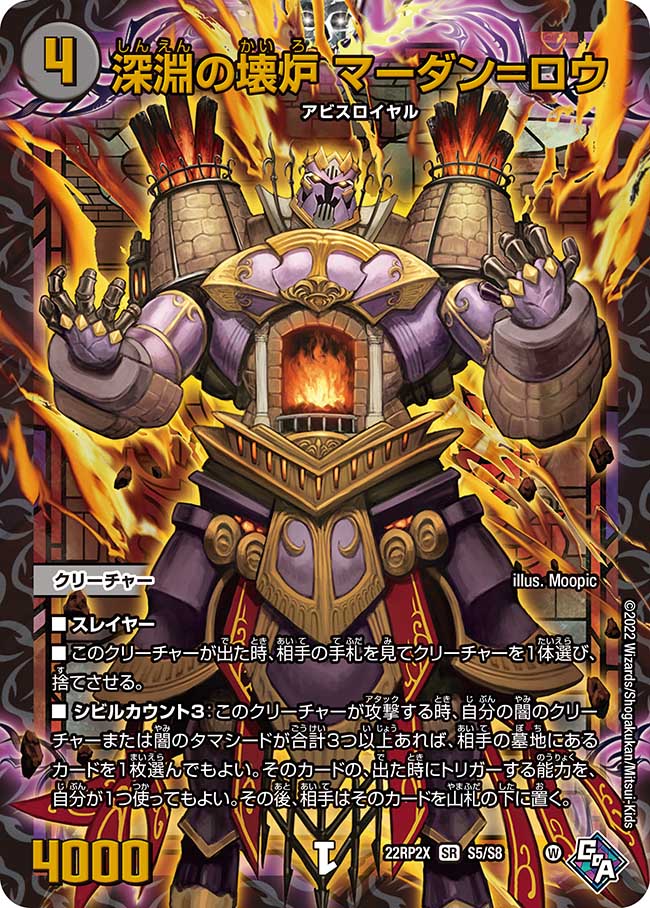 4
深淵の壊炉 マーダン=ロウ
アビスロイヤル
クリーチャー
illus. Moopic
■ スレイヤー
■ このクリーチャーが出た時、相手の手札を見てクリーチャーを1体選び、
捨てさせる。
■ シビルカウント3:このクリーチャーが攻撃する時、自分の闇のクリー
チャーまたは闇のタマシードが合計3つ以上あれば、相手の墓地にある
カードを1枚選んでもよい。そのカードの、出た時にトリガーする能力を、
自分が1つ使ってもよい。その後、相手はそのカードを山札の下に置く。
©2022 Wizards/Shogakukan/Mitsui-Kids
4000
1
22RP2X SR S5/S8
W
GoA